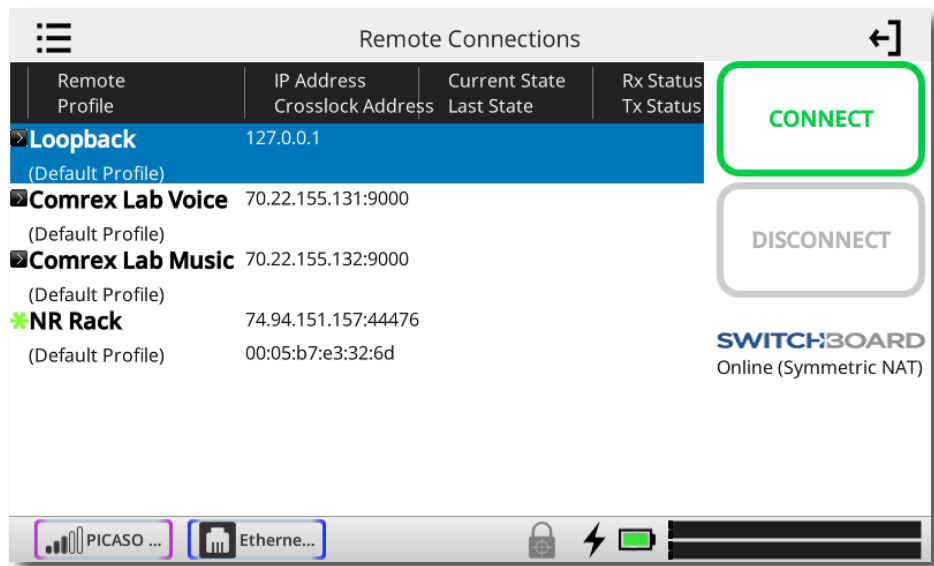 Remote Connections
Remote IP Address Current State Rx Status
Profile Crosslock Address Last State Tx Status
CONNECT
Loopback 127.0.0.1
(Default Profile)
Comrex Lab Voice 70.22.155.131:9000
(Default Profile)
DISCONNECT
Comrex Lab Music 70.22.155.132:9000
(Default Profile)
NR Rack 74.94.151.157:44476
(Default Profile) 00:05:b7:e3:32:6d
SWITCHBOARD
Online (Symmetric NAT)
PICASO ... Etherne...